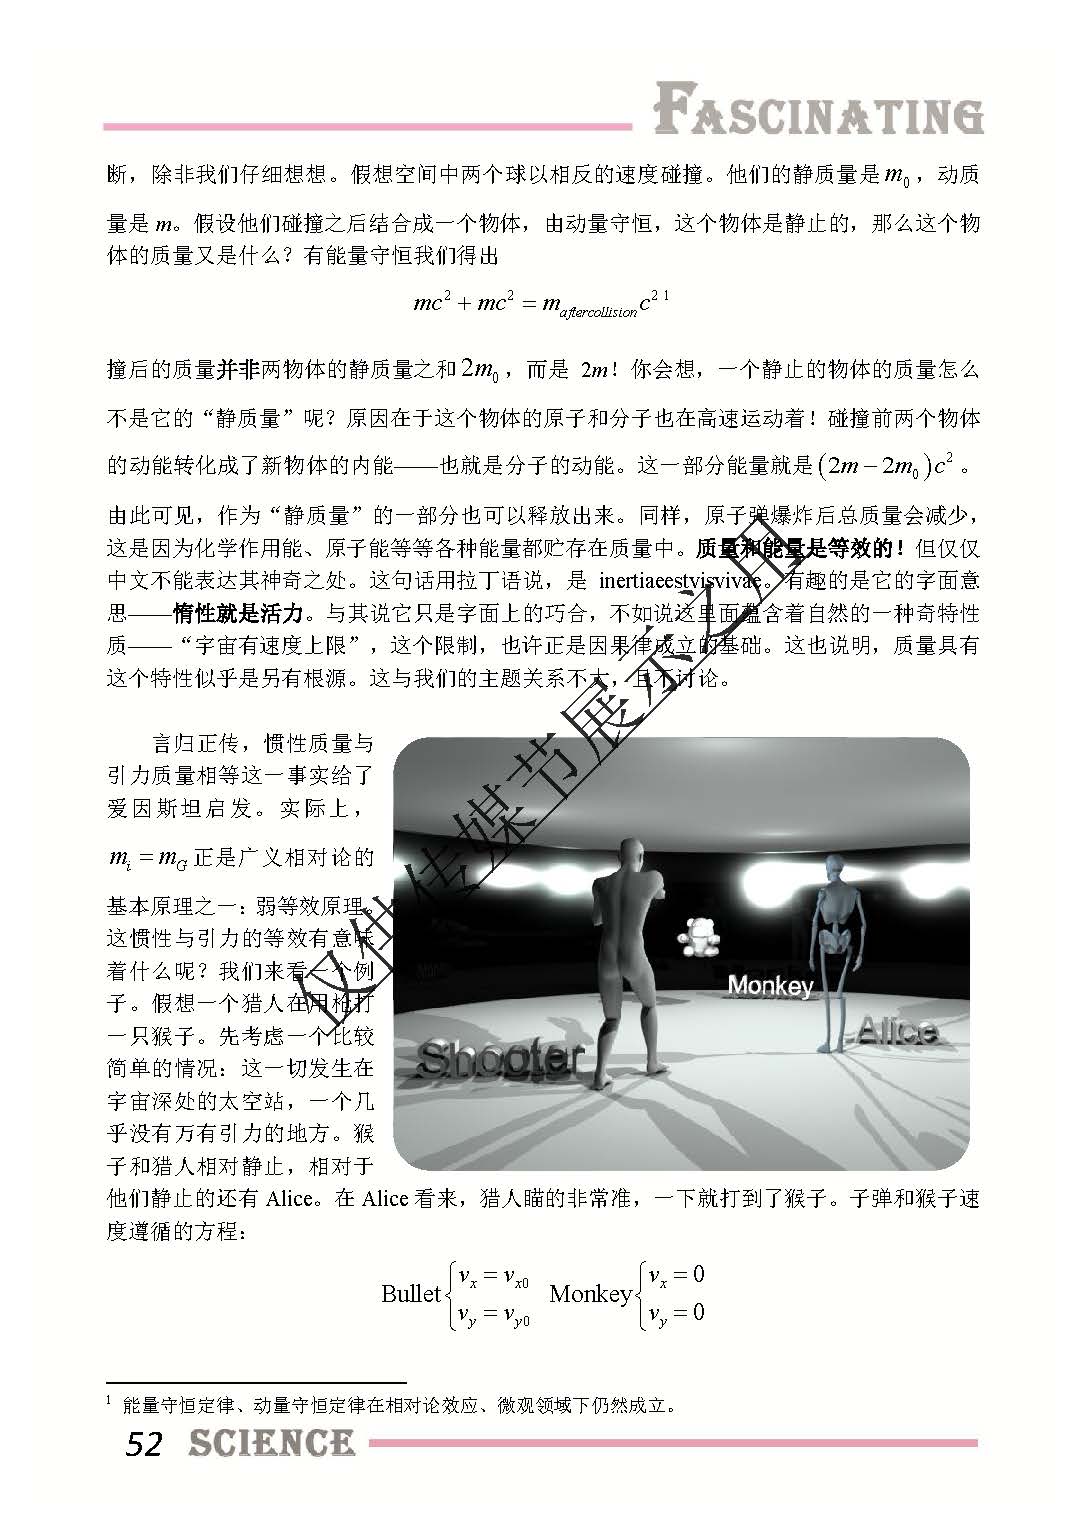 FASCINATING
断，除非我们仔细想想。假想空间中两个球以相反的速度碰撞。他们的静质量是 m₀，动质
量是 m。假设他们碰撞之后结合成一个物体，由动量守恒，这个物体是静止的，那么这个物
体的质量又是什么？有能量守恒我们得出
mc² + mc² = m_aftercollision c² ¹
撞后的质量并非两物体的静质量之和 2m₀，而是 2m！你会想，一个静止的物体的质量怎么
不是它的“静质量”呢？原因在于这个物体的原子和分子也在高速运动着！碰撞前两个物体
的动能转化成了新物体的内能——也就是分子的动能。这一部分能量就是 (2m − 2m₀)c² 。
由此可见，作为“静质量”的一部分也可以释放出来。同样，原子弹爆炸后总质量会减少，
这是因为化学作用能、原子能等等各种能量都贮存在质量中。质量和能量是等效的！但仅仅
中文不能表达其神奇之处。这句话用拉丁语说，是 inertiaeestvisvivae。有趣的是它的字面意
思——惰性就是活力。与其说它只是字面上的巧合，不如说这里面蕴含着自然的一种奇特性
质——“宇宙有速度上限”，这个限制，也许正是因果律成立的基础。这也说明，质量具有
这个特性似乎是另有根源。这与我们的主题关系不大，且不讨论。
言归正传，惯性质量与
引力质量相等这一事实给了
爱因斯坦启发。实际上，
mᵢ = m_G 正是广义相对论的
基本原理之一：弱等效原理。
这惯性与引力的等效有意味
着什么呢？我们来看一个例
子。假想一个猎人在用枪打
一只猴子。先考虑一个比较
简单的情况：这一切发生在
宇宙深处的太空站，一个几
乎没有万有引力的地方。猴
子和猎人相对静止，相对于
Shooter
Monkey
Alice
他们静止的还有 Alice。在 Alice 看来，猎人瞄的非常准，一下就打到了猴子。子弹和猴子速
度遵循的方程：
Bullet { v_x = v_x0 Monkey { v_x = 0
v_y = v_y0 v_y = 0
¹ 能量守恒定律、动量守恒定律在相对论效应、微观领域下仍然成立。
52 SCIENCE
仅供传媒节展示之用